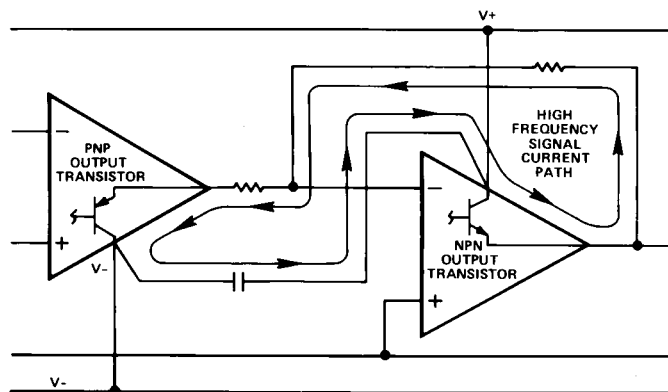 V+
HIGH
FREQUENCY
SIGNAL
CURRENT
PATH
−
PNP
OUTPUT
TRANSISTOR
+
V−
−
NPN
OUTPUT
TRANSISTOR
+
V−